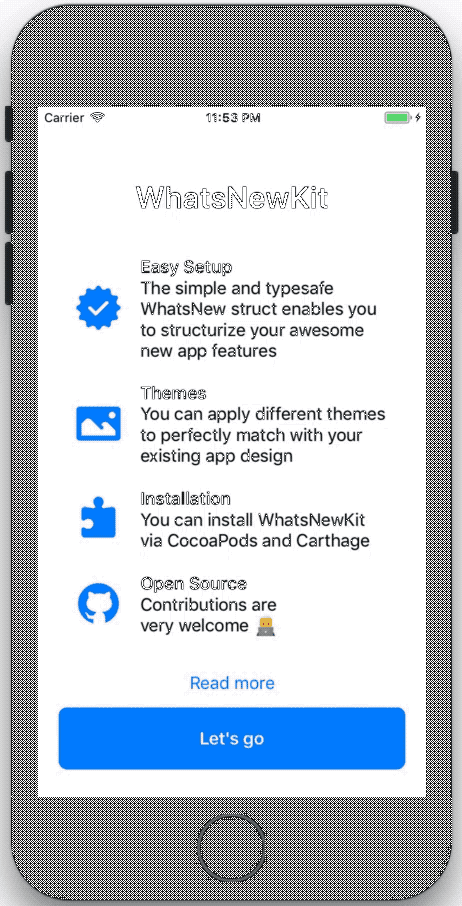 Carrier 11:53 PM
WhatsNewKit
Easy Setup
The simple and typesafe
WhatsNew struct enables you
to structurize your awesome
new app features
Themes
You can apply different themes
to perfectly match with your
existing app design
Installation
You can install WhatsNewKit
via CocoaPods and Carthage
Open Source
Contributions are
very welcome 👨‍💻
Read more
Let's go